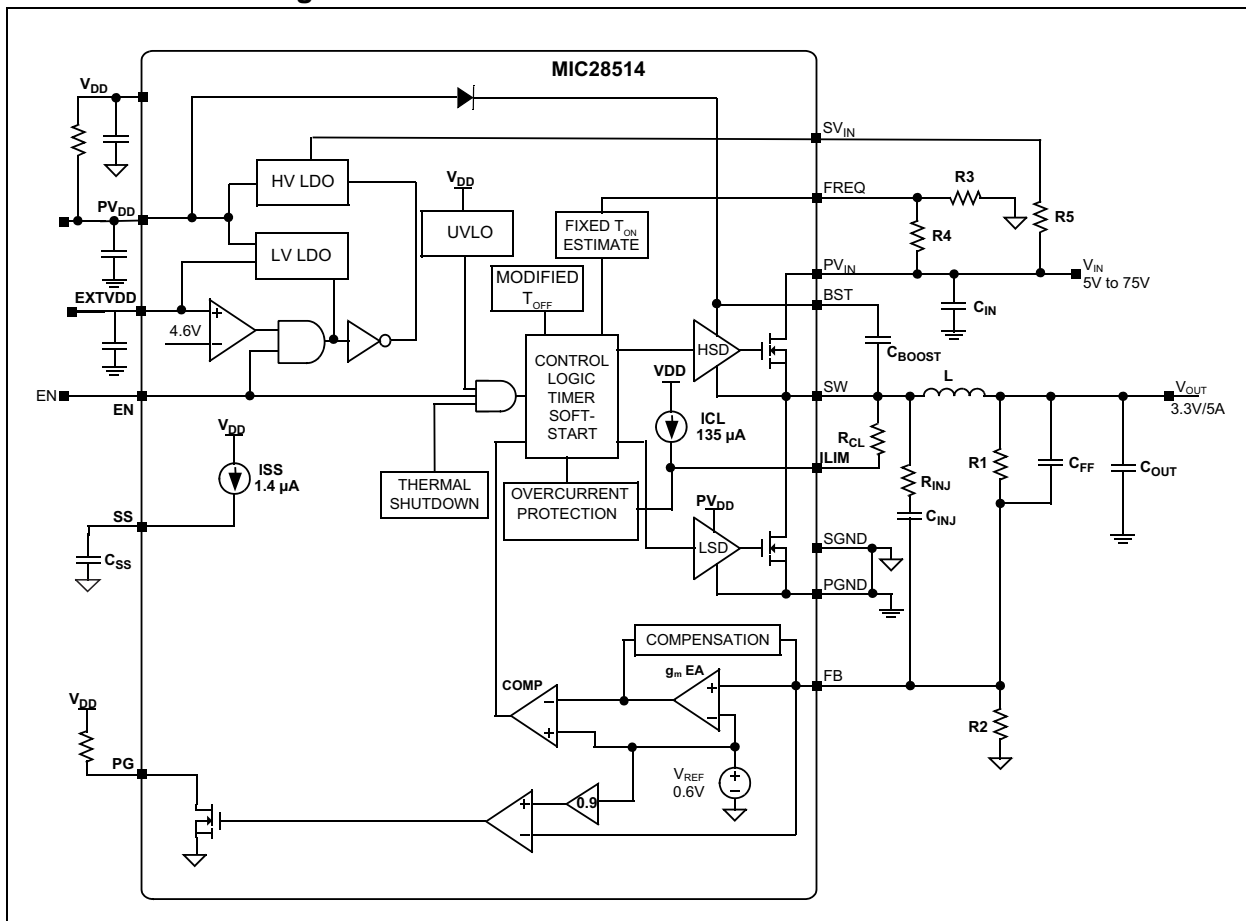 g
MIC28514
VDD
SVIN
HV LDO
FREQ
R3
VDD
PVDD
UVLO
FIXED TON
ESTIMATE
R4
R5
LV LDO
MODIFIED
TOFF
PVIN
VIN
5V to 75V
EXTVDD
BST
CIN
4.6V
+
−
HSD
CBOOST
CONTROL
LOGIC
TIMER
SOFT-
START
VDD
SW
L
VOUT
3.3V/5A
EN
EN
ICL
135 µA
RCL
ILIM
VDD
R1
CFF
COUT
ISS
1.4 µA
RINJ
THERMAL
SHUTDOWN
OVERCURRENT
PROTECTION
PVDD
CINJ
SS
LSD
SGND
CSS
PGND
COMPENSATION
gm EA
COMP
+
−
FB
−
+
R2
VDD
VREF
0.6V
+
−
PG
0.9
+
−